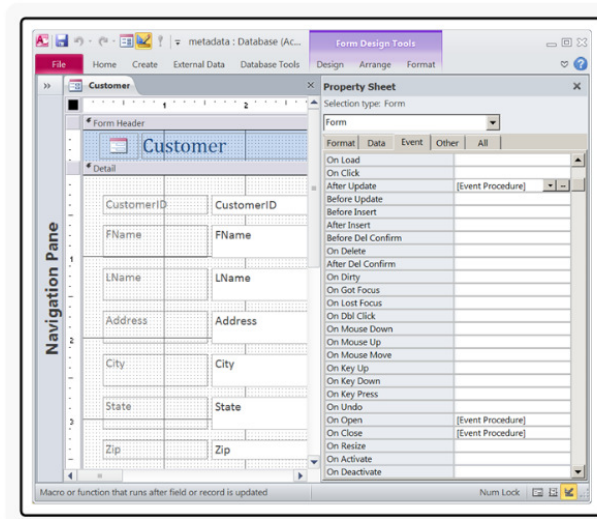 metadata : Database (Ac...
Form Design Tools
File Home Create External Data Database Tools Design Arrange Format
Customer
Property Sheet
Selection type: Form
Form
Format Data Event Other All
On Load
On Click
After Update [Event Procedure]
Before Update
Before Insert
After Insert
Before Del Confirm
On Delete
After Del Confirm
On Dirty
On Got Focus
On Lost Focus
On Dbl Click
On Mouse Down
On Mouse Up
On Mouse Move
On Key Up
On Key Down
On Key Press
On Undo
On Open [Event Procedure]
On Close [Event Procedure]
On Resize
On Activate
On Deactivate
1 2
Form Header
Customer
Detail
CustomerID CustomerID
FName FName
1
LName LName
Address Address
2
City City
State State
3
Zip Zip
Navigation Pane
Macro or function that runs after field or record is updated
Num Lock